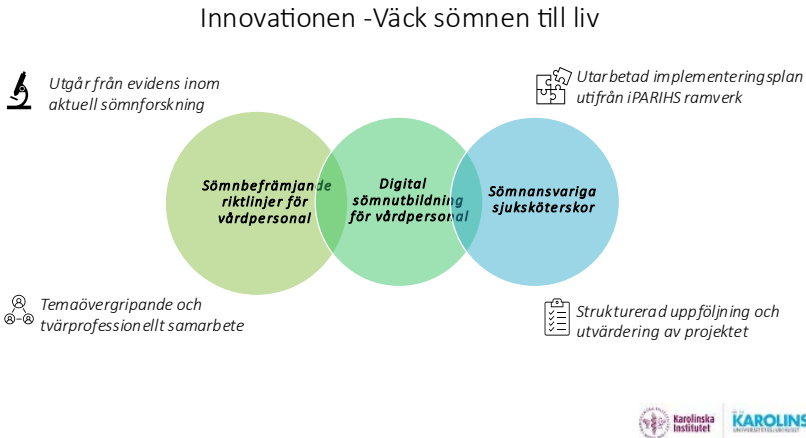 Innovationen -Väck sömnen till liv
Utgår från evidens inom
aktuell sömnforskning
Utarbetad implementeringsplan
utifrån iPARIHS ramverk
Sömnbefrämjande
riktlinjer för
vårdpersonal
Digital
sömnutbildning
för vårdpersonal
Sömnansvariga
sjuksköterskor
Temaövergripande och
tvärprofessionellt samarbete
Strukturerad uppföljning och
utvärdering av projektet
Karolinska
Institutet
KAROLINS